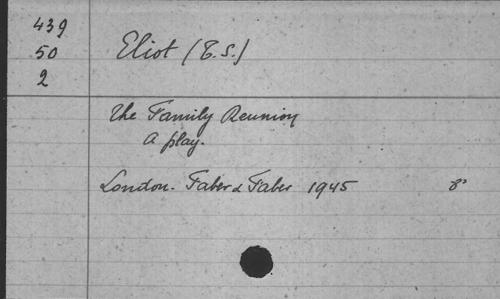 439
50
2
Eliot (T.S.)
The Family Reunion
A play.
London. Faber & Faber 1945 8°